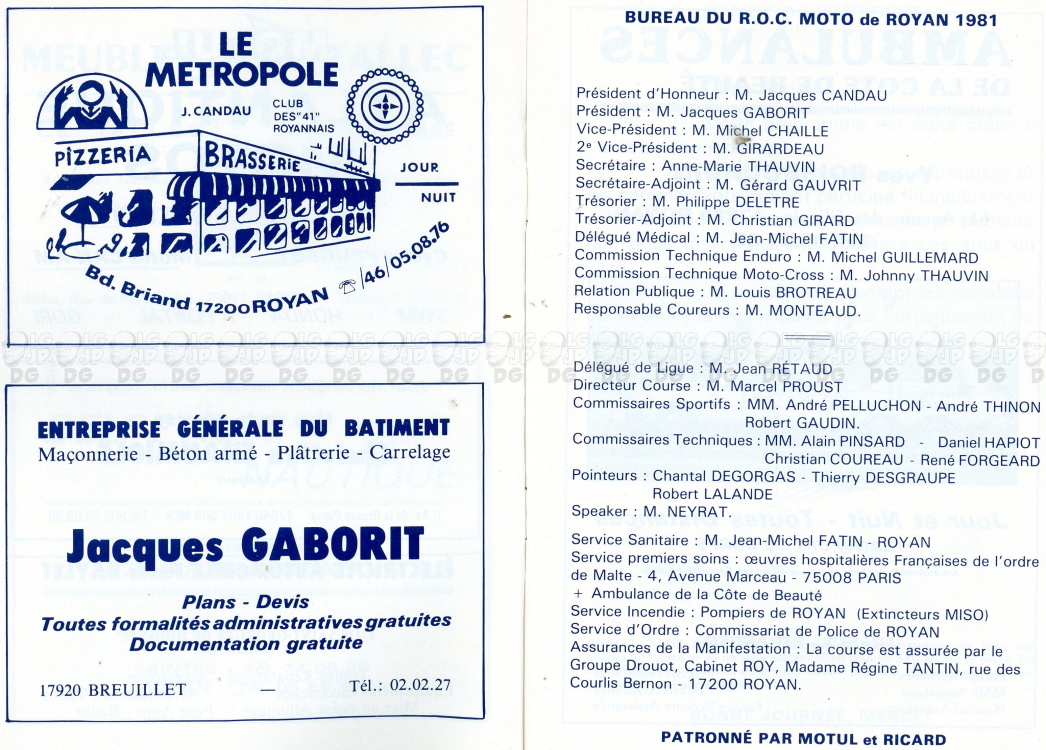 LE
METROPOLE
J. CANDAU
CLUB
DES "41"
ROYANNAIS
PIZZERIA
BRASSERIE
JOUR
NUIT
Bd. Briand 17200 ROYAN ☎/46/05.08.76
ENTREPRISE GÉNÉRALE DU BATIMENT
Maçonnerie - Béton armé - Plâtrerie - Carrelage
Jacques GABORIT
Plans - Devis
Toutes formalités administratives gratuites
Documentation gratuite
17920 BREUILLET
Tél.: 02.02.27
BUREAU DU R.O.C. MOTO de ROYAN 1981
Président d'Honneur : M. Jacques CANDAU
Président : M. Jacques GABORIT
Vice-Président : M. Michel CHAILLE
2e Vice-Président : M. GIRARDEAU
Secrétaire : Anne-Marie THAUVIN
Secrétaire-Adjoint : M. Gérard GAUVRIT
Trésorier : M. Philippe DELETRE
Trésorier-Adjoint : M. Christian GIRARD
Délégué Médical : M. Jean-Michel FATIN
Commission Technique Enduro : M. Michel GUILLEMARD
Commission Technique Moto-Cross : M. Johnny THAUVIN
Relation Publique : M. Louis BROTREAU
Responsable Coureurs : M. MONTEAUD.
Délégué de Ligue : M. Jean RÉTAUD
Directeur Course : M. Marcel PROUST
Commissaires Sportifs : MM. André PELLUCHON - André THINON
Robert GAUDIN.
Commissaires Techniques : MM. Alain PINSARD - Daniel HAPIOT
Christian COUREAU - René FORGEARD
Pointeurs : Chantal DEGORGAS - Thierry DESGRAUPE
Robert LALANDE
Speaker : M. NEYRAT.
Service Sanitaire : M. Jean-Michel FATIN - ROYAN
Service premiers soins : œuvres hospitalières Françaises de l'ordre
de Malte - 4, Avenue Marceau - 75008 PARIS
+ Ambulance de la Côte de Beauté
Service Incendie : Pompiers de ROYAN (Extincteurs MISO)
Service d'Ordre : Commissariat de Police de ROYAN
Assurances de la Manifestation : La course est assurée par le
Groupe Drouot, Cabinet ROY, Madame Régine TANTIN, rue des
Courlis Bernon - 17200 ROYAN.
PATRONNÉ PAR MOTUL et RICARD